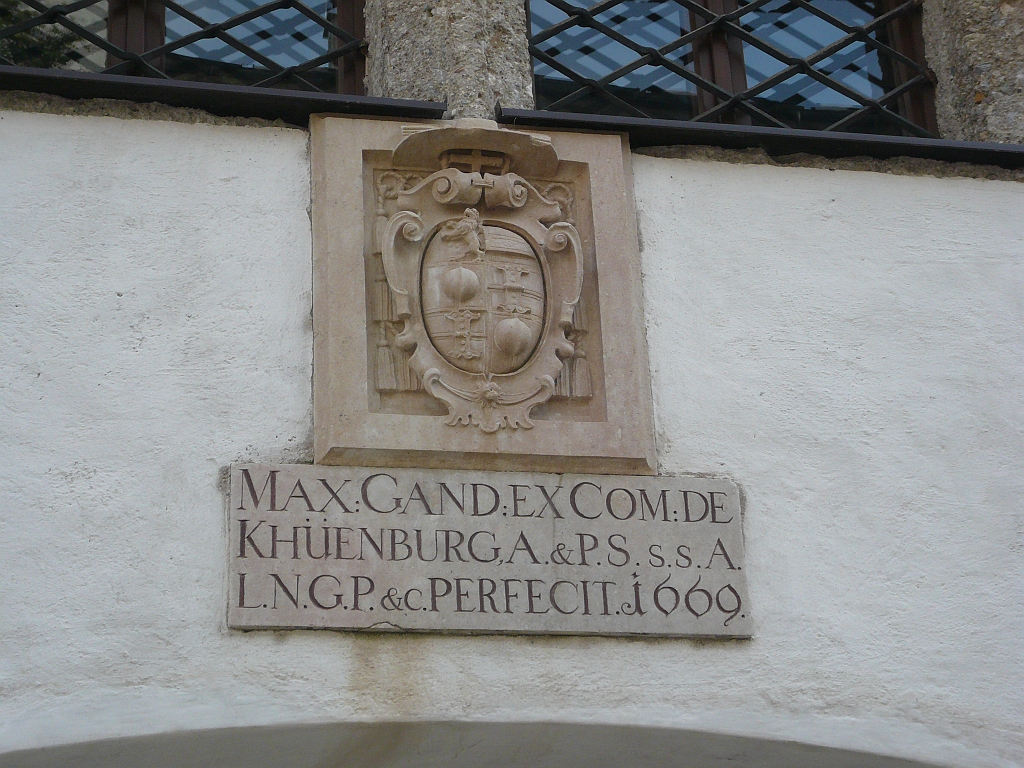 MAX:GAND:EX COM:DE
KHÜENBURG,A.&P.S. S.S.A.
L.N.G.P.&C.PERFECIT.1669.